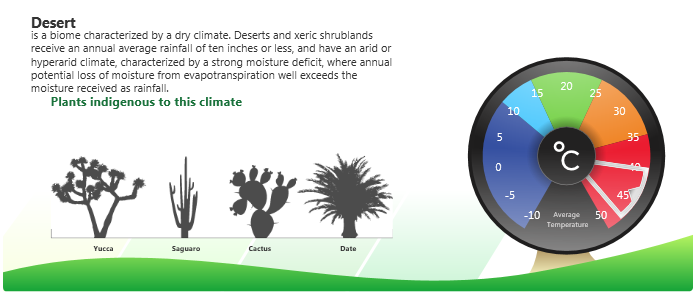 Desert
is a biome characterized by a dry climate. Deserts and xeric shrublands
receive an annual average rainfall of ten inches or less, and have an arid or
hyperarid climate, characterized by a strong moisture deficit, where annual
potential loss of moisture from evapotranspiration well exceeds the
moisture received as rainfall.
Plants indigenous to this climate
Yucca
Saguaro
Cactus
Date
-10
-5
0
5
10
15
20
25
30
35
40
45
50
°C
Average
Temperature